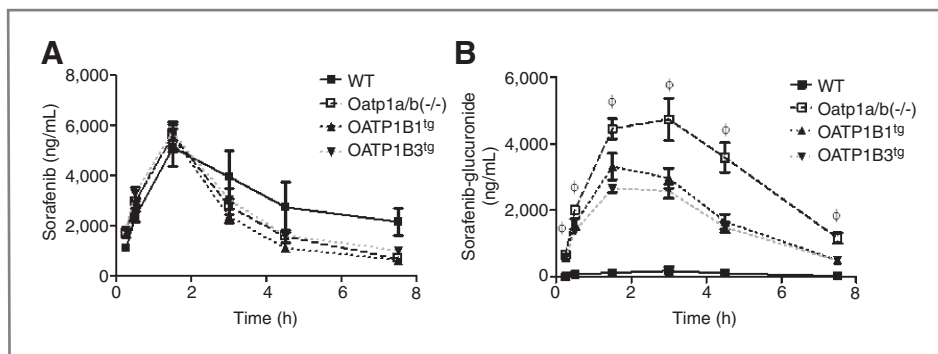 A
Sorafenib (ng/mL)
8,000
6,000
4,000
2,000
0
0
2
4
6
8
Time (h)
WT
Oatp1a/b(-/-)
OATP1B1tg
OATP1B3tg
B
Sorafenib-glucuronide
(ng/mL)
6,000
4,000
2,000
0
0
2
4
6
8
Time (h)
ϕ
ϕ
ϕ
ϕ
ϕ
ϕ
WT
Oatp1a/b(-/-)
OATP1B1tg
OATP1B3tg